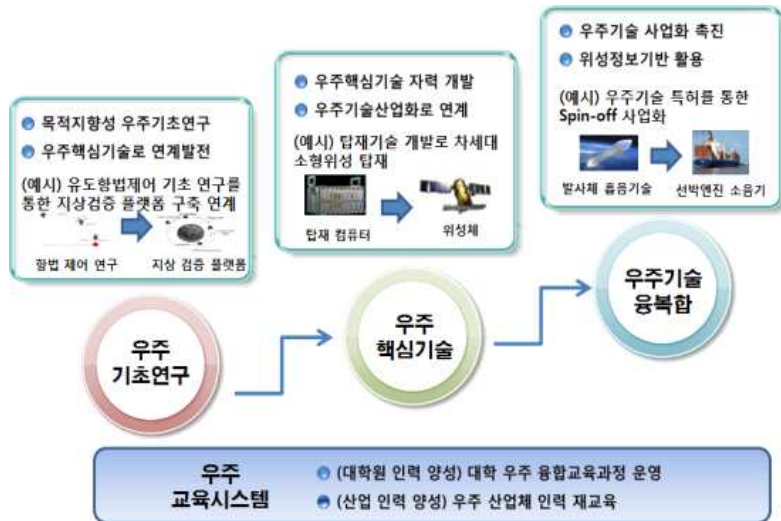 목적지향성 우주기초연구
우주핵심기술로 연계발전
(예시) 유도항법제어 기초 연구를
통한 지상검증 플랫폼 구축 연계
항법 제어 연구
지상 검증 플랫폼
우주
기초연구
우주핵심기술 자력 개발
우주기술산업화로 연계
(예시) 탑재기술 개발로 차세대
소형위성 탑재
탑재 컴퓨터
위성체
우주
핵심기술
우주기술 사업화 촉진
위성정보기반 활용
(예시) 우주기술 특허를 통한
Spin-off 사업화
발사체 흡음기술
선박엔진 소음기
우주기술
융복합
우주
교육시스템
(대학원 인력 양성) 대학 우주 융합교육과정 운영
(산업 인력 양성) 우주 산업체 인력 재교육